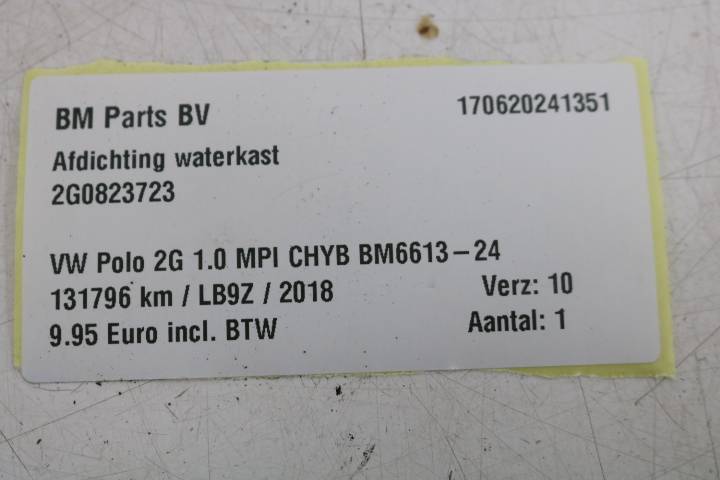 BM Parts BV 170620241351
Afdichting waterkast
2G0823723
VW Polo 2G 1.0 MPI CHYB BM6613-24
131796 km / LB9Z / 2018 Verz: 10
9.95 Euro incl. BTW Aantal: 1